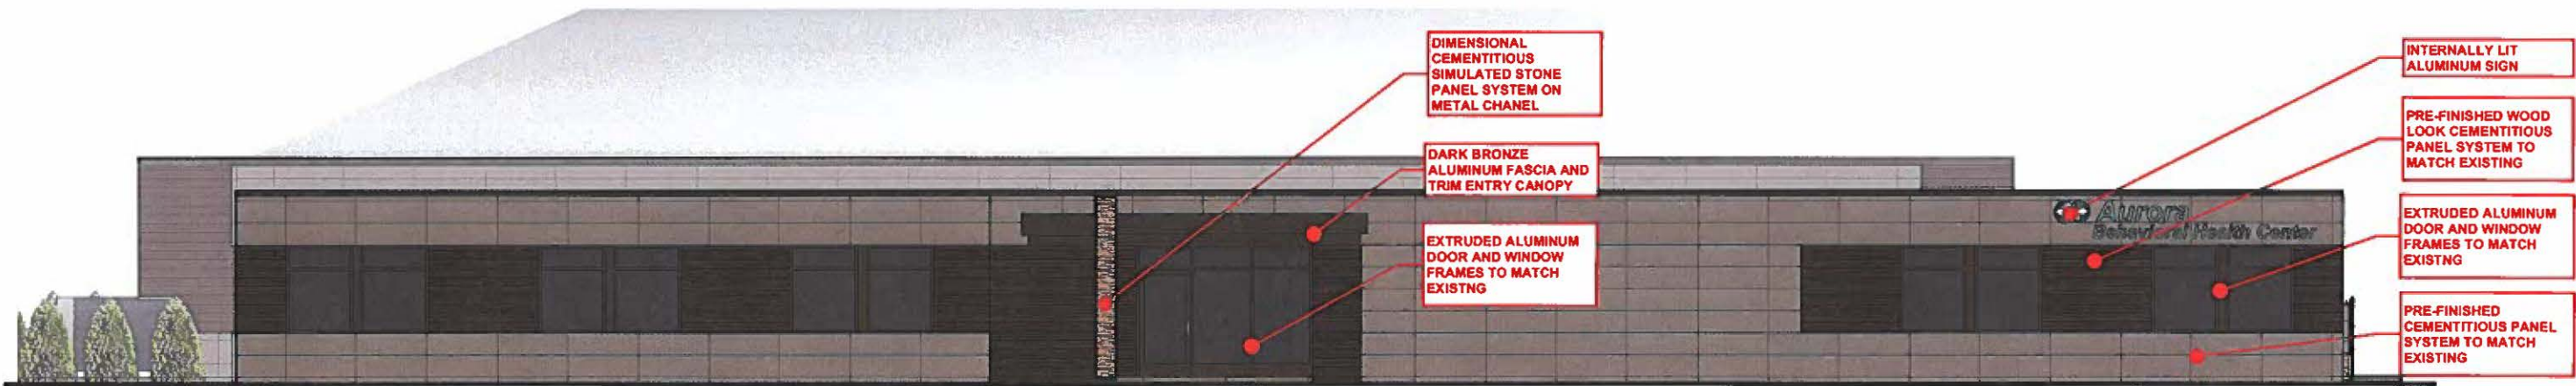 DIMENSIONAL
CEMENTITIOUS
SIMULATED STONE
PANEL SYSTEM ON
METAL CHANEL
DARK BRONZE
ALUMINUM FASCIA AND
TRIM ENTRY CANOPY
EXTRUDED ALUMINUM
DOOR AND WINDOW
FRAMES TO MATCH
EXISTNG
INTERNALLY LIT
ALUMINUM SIGN
PRE-FINISHED WOOD
LOOK CEMENTITIOUS
PANEL SYSTEM TO
MATCH EXISTING
EXTRUDED ALUMINUM
DOOR AND WINDOW
FRAMES TO MATCH
EXISTNG
PRE-FINISHED
CEMENTITIOUS PANEL
SYSTEM TO MATCH
EXISTING
Aurora
Behavioral Health Center